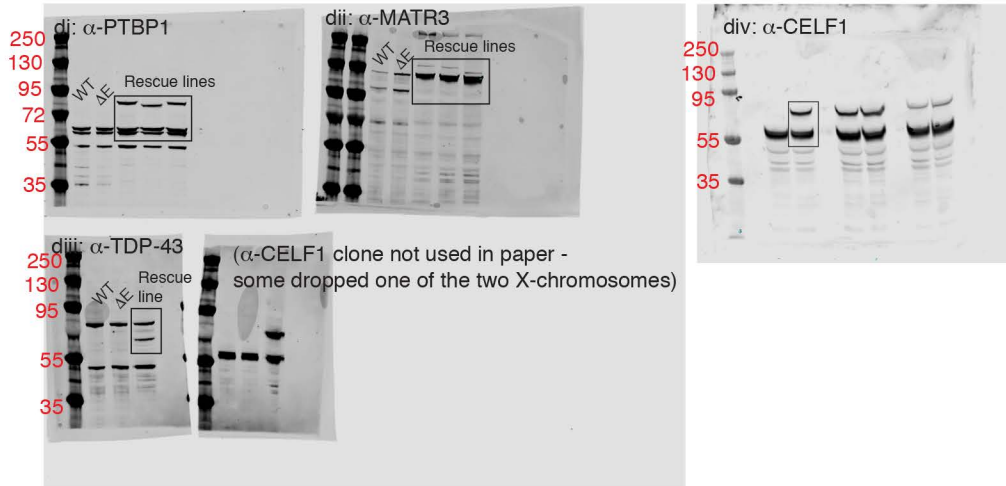 di: α-PTBP1
250
130
95
72
55
35
WT
ΔE
Rescue lines
dii: α-MATR3
WT
ΔE
Rescue lines
div: α-CELF1
250
130
95
55
35
diii: α-TDP-43
250
130
95
55
35
WT
ΔE
Rescue
line
(α-CELF1 clone not used in paper -
some dropped one of the two X-chromosomes)